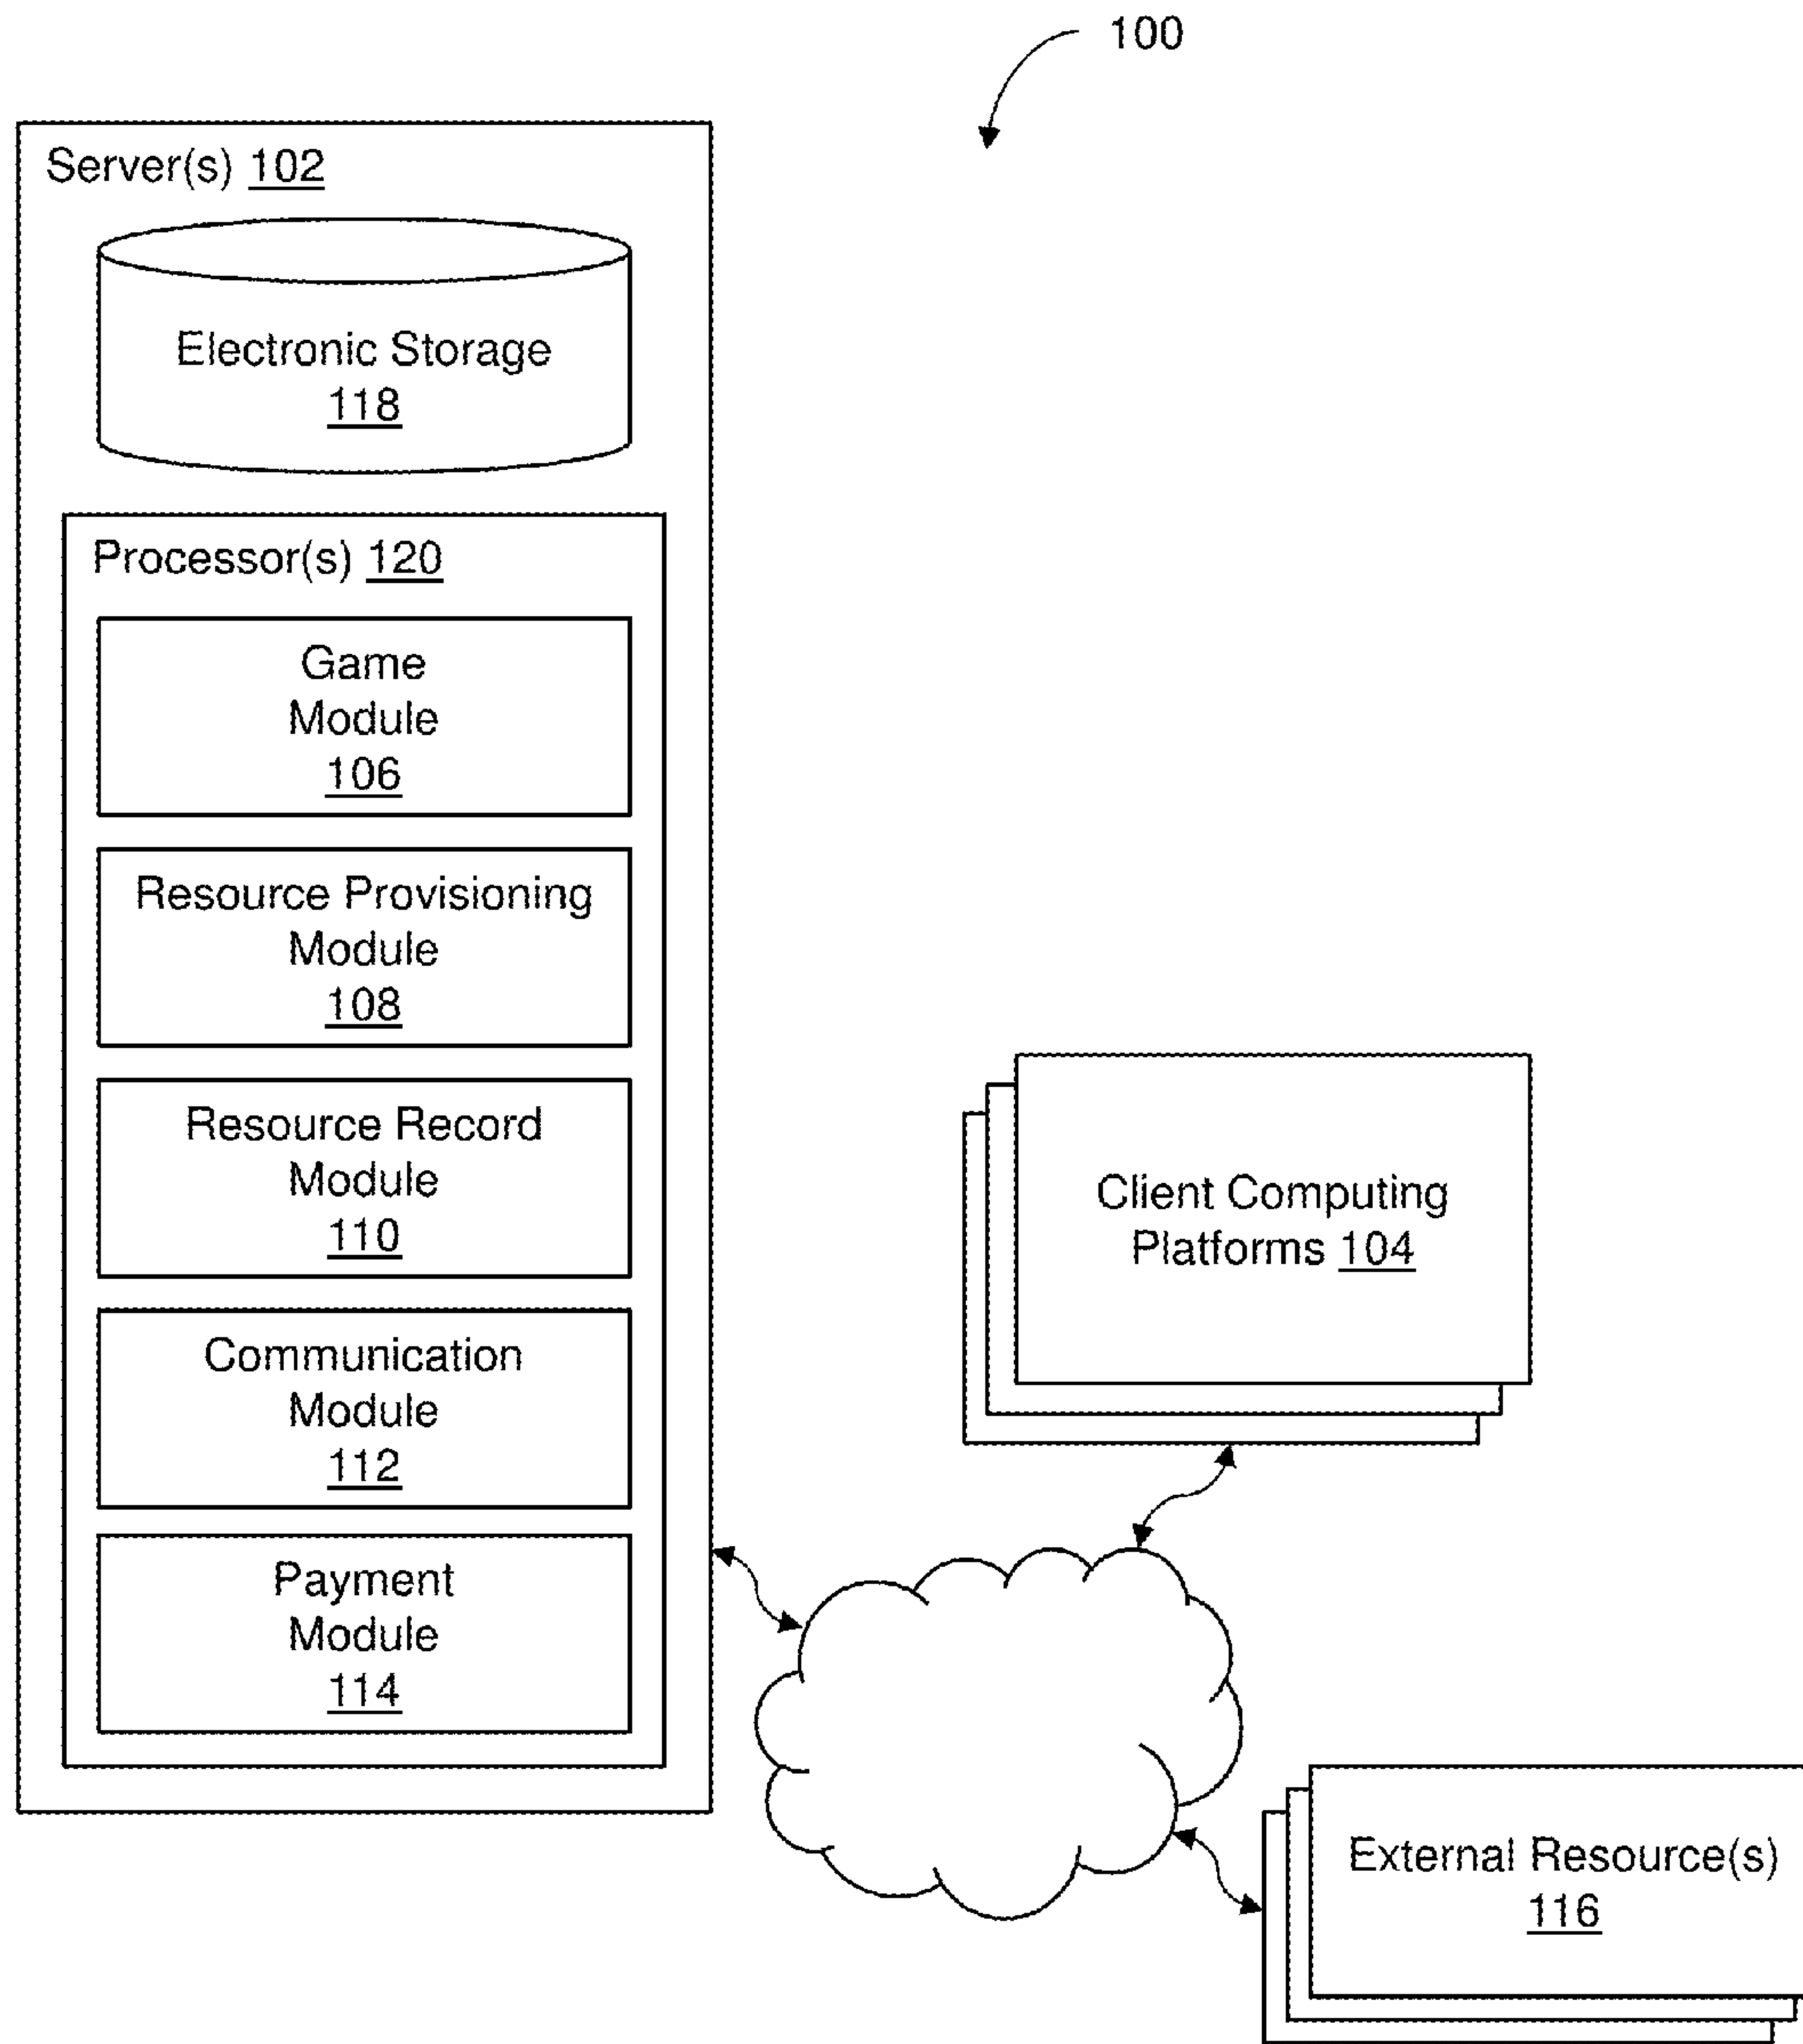 100
Server(s) 102
Electronic Storage
118
Processor(s) 120
Game
Module
106
Resource Provisioning
Module
108
Resource Record
Module
110
Communication
Module
112
Payment
Module
114
Client Computing
Platforms 104
External Resource(s)
116